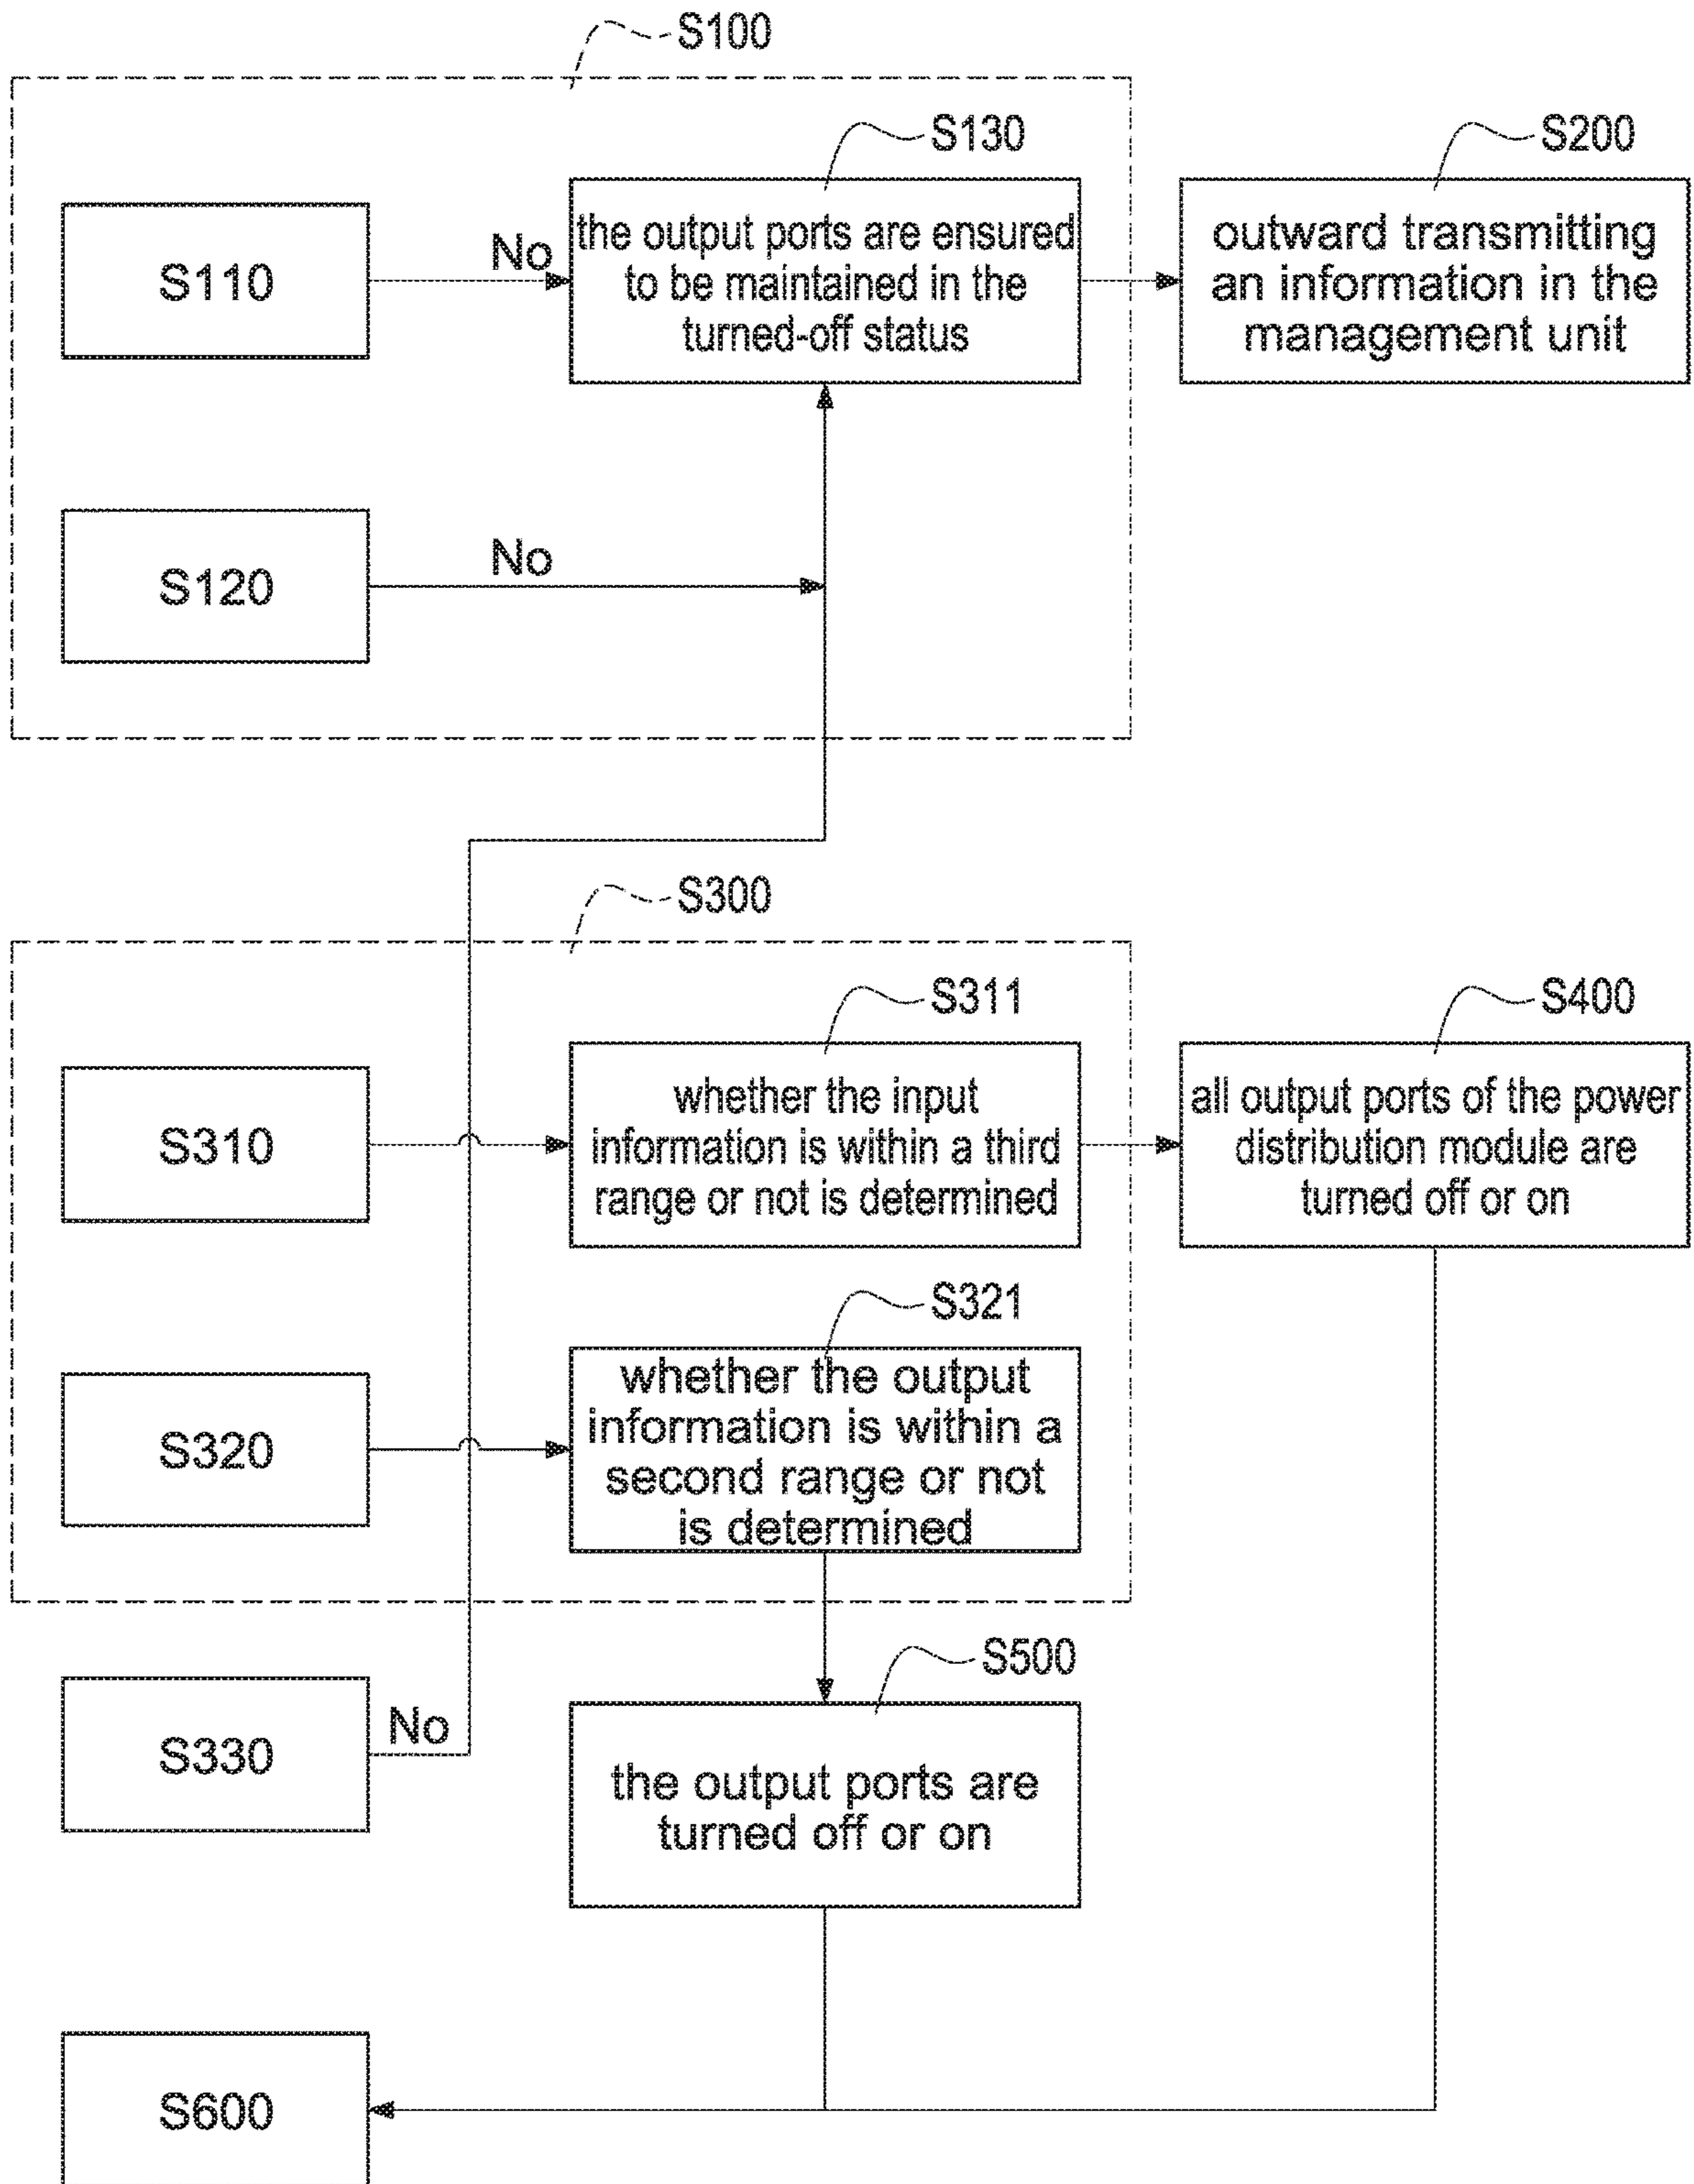 S100
S130
S200
S110
No
the output ports are ensured
to be maintained in the
turned-off status
outward transmitting
an information in the
management unit
S120
No
S300
S311
S400
S310
whether the input
information is within a third
range or not is determined
all output ports of the power
distribution module are
turned off or on
S321
S320
whether the output
information is within a
second range or not
is determined
S500
S330
No
the output ports are
turned off or on
S600